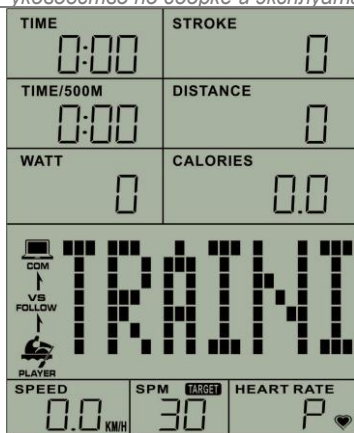 TIME STROKE
0:00 0
TIME/500M DISTANCE
0:00 0
WATT CALORIES
0 0.0
TRAINI
COM
VS
FOLLOW
PLAYER
SPEED SPM TARGET HEART RATE
0.0 KM/H 30 P